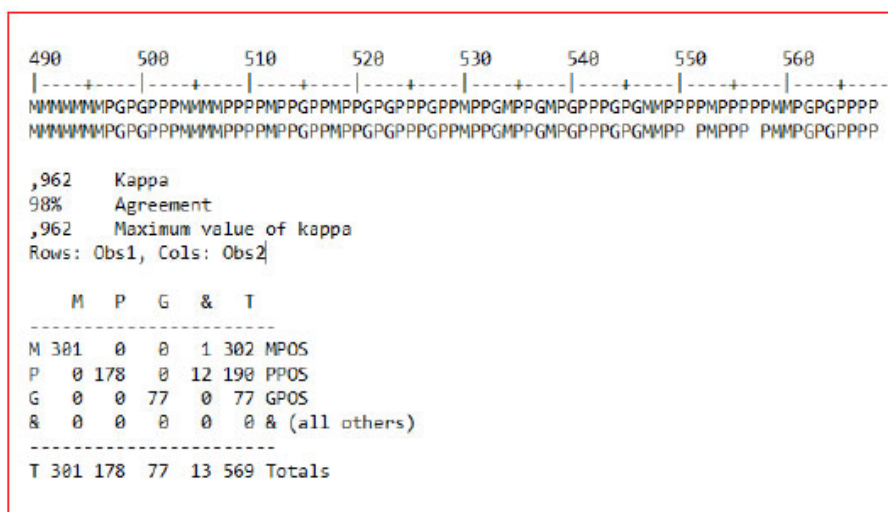 490 500 510 520 530 540 550 560
|----+----|----+----|----+----|----+----|----+----|----+----|----+----|----+---
MMMMMMMPGPGPPPMMMMPPPPMPPGPPMPPGPGPPPGPPMPPGMPPGMPGPPPGPGMMPPPPMPPPPPMMPGPGPPPP
MMMMMMMPGPGPPPMMMMPPPPMPPGPPMPPGPGPPPGPPMPPGMPPGMPGPPPGPGMMPP PMPPP PMMPGPGPPPP
,962 Kappa
98% Agreement
,962 Maximum value of kappa
Rows: Obs1, Cols: Obs2
M P G & T
------------------------
M 301 0 0 1 302 MPOS
P 0 178 0 12 190 PPOS
G 0 0 77 0 77 GPOS
& 0 0 0 0 0 & (all others)
------------------------
T 301 178 77 13 569 Totals